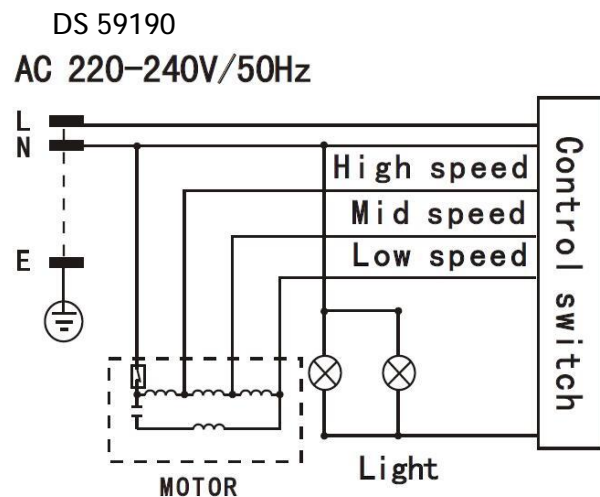 DS 59190
AC 220-240V/50Hz
L
N
High speed
Mid speed
Low speed
E
Control switch
Light
MOTOR